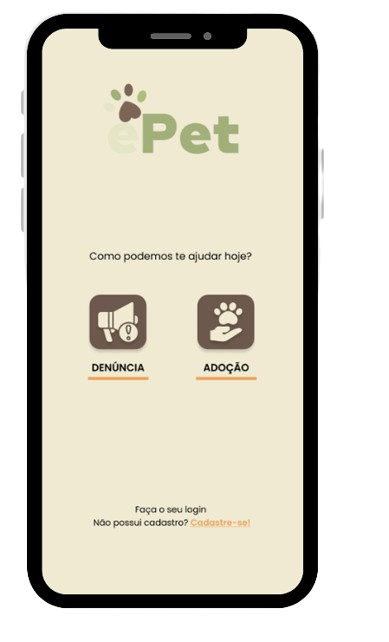 ePet
Como podemos te ajudar hoje?
DENÚNCIA
ADOÇÃO
Faça o seu login
Não possui cadastro? Cadastre-se!